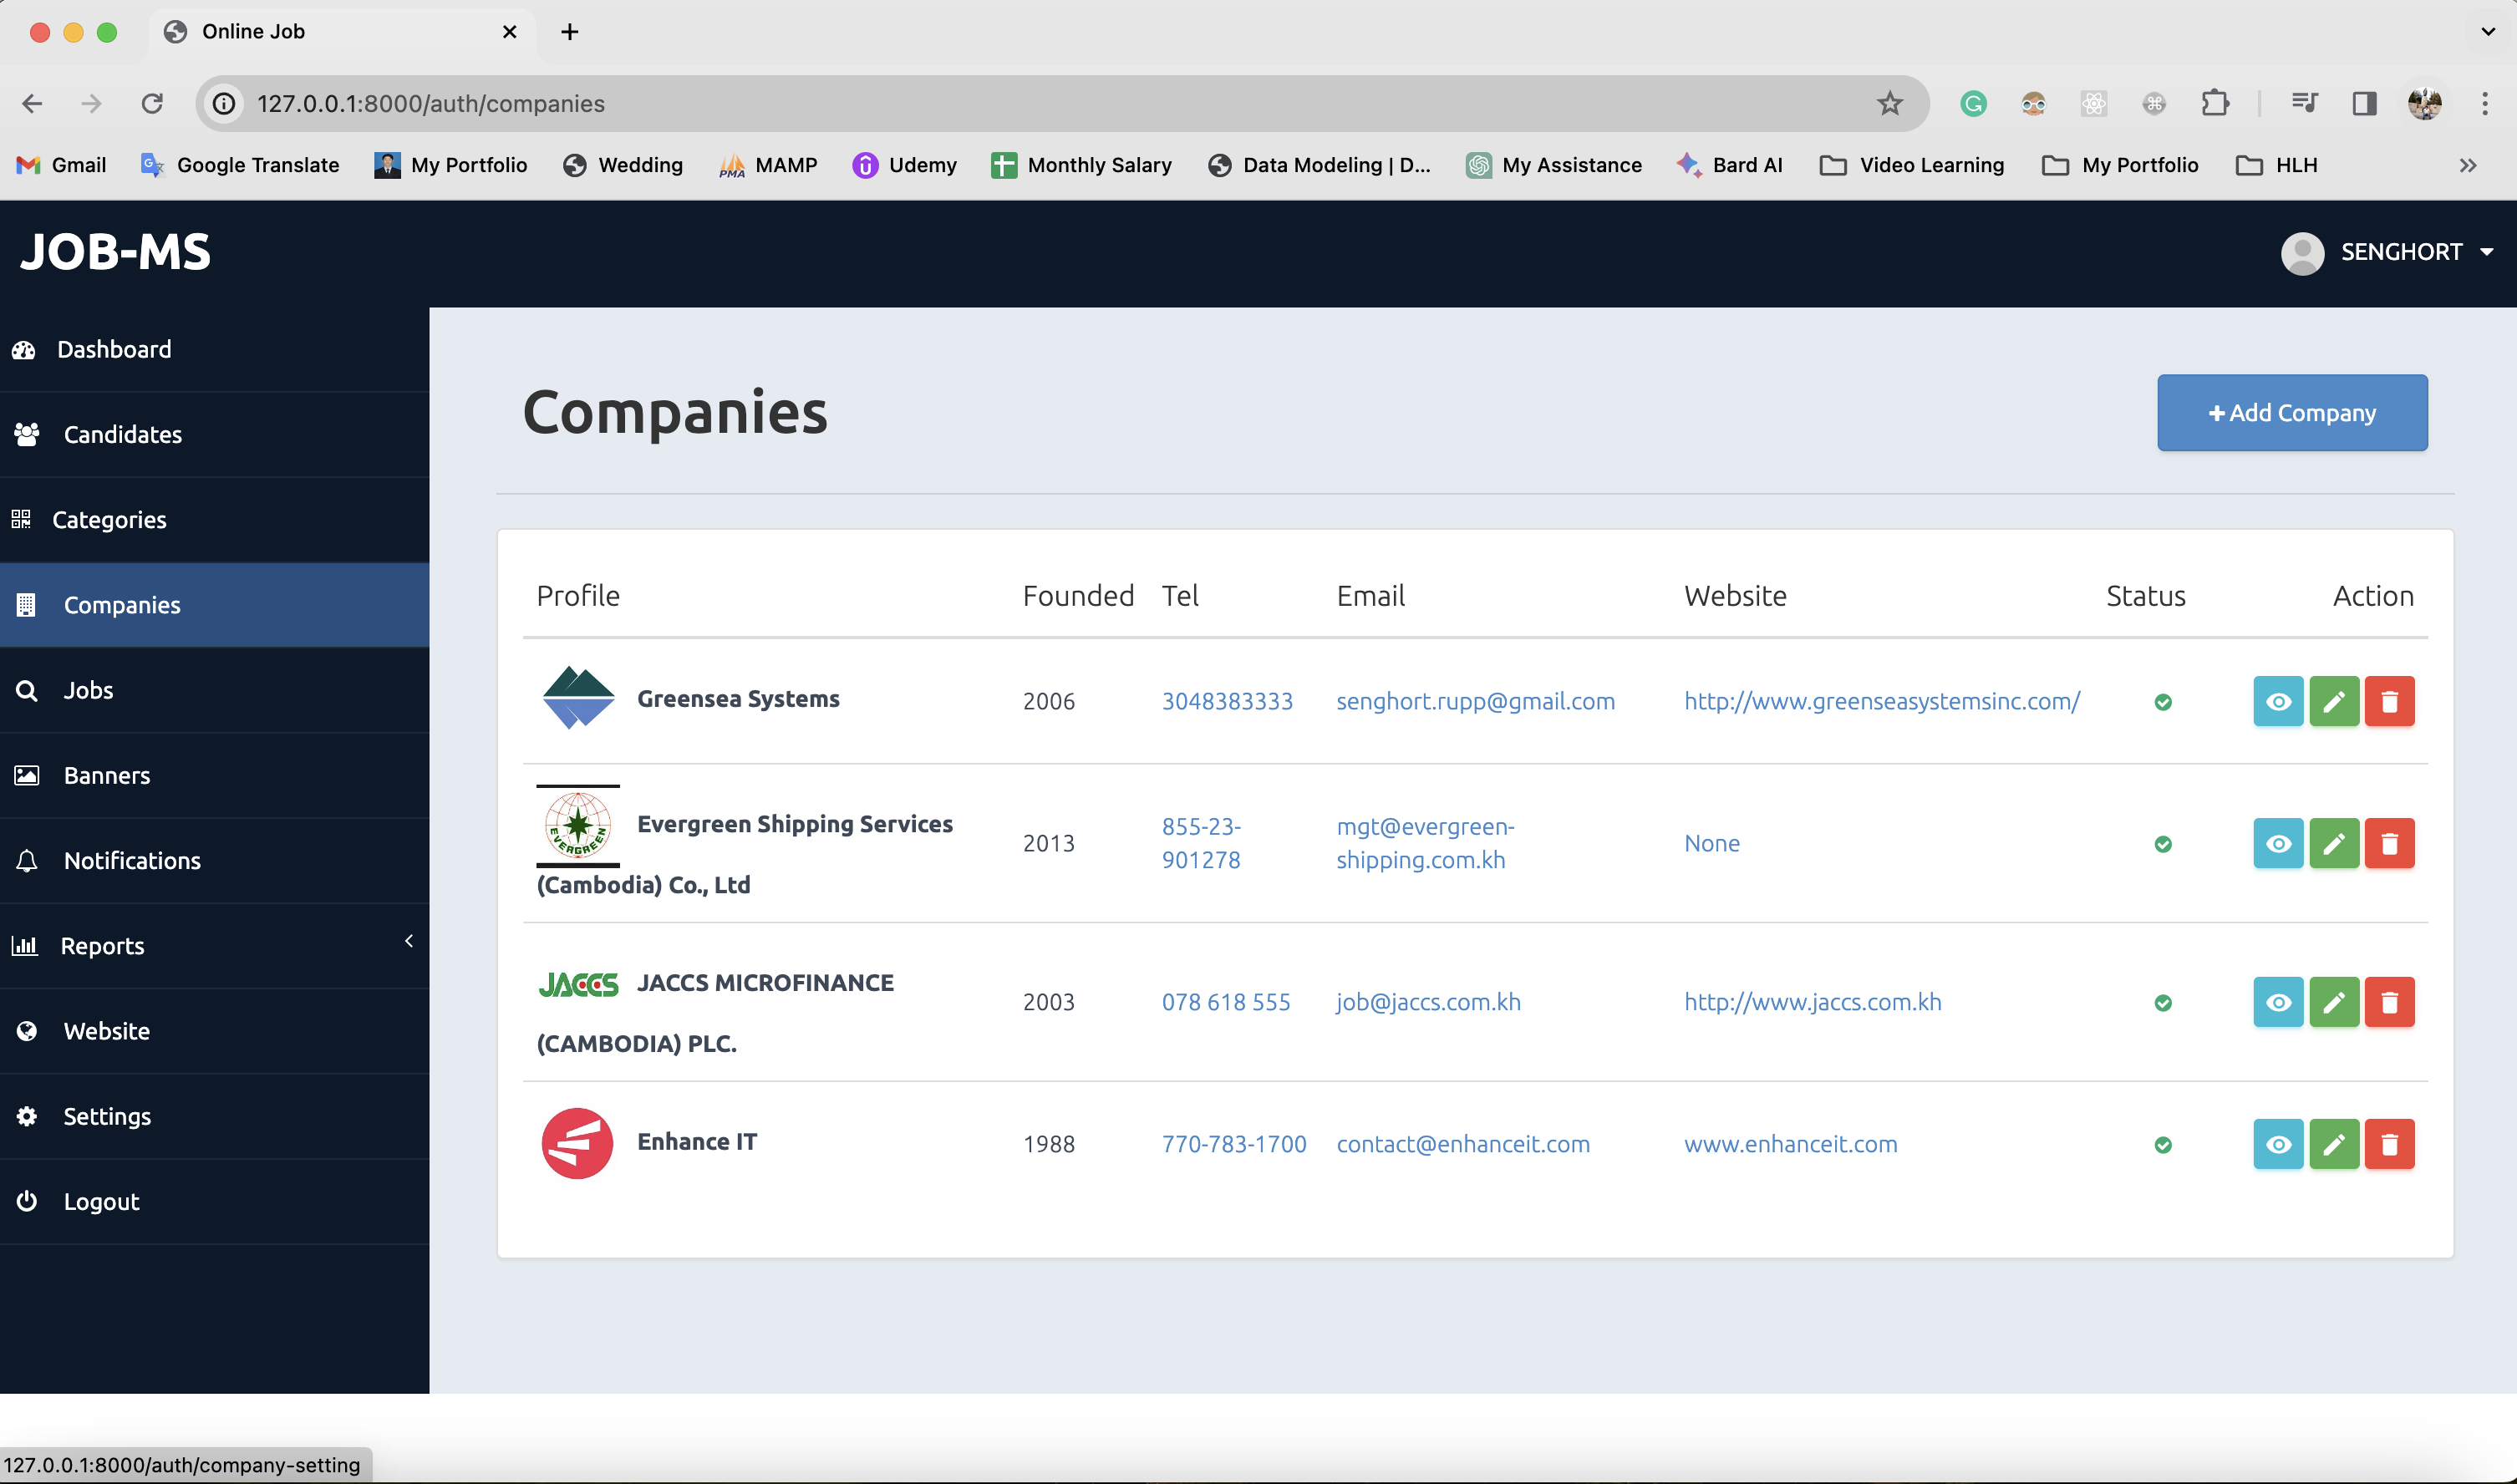 Online Job
127.0.0.1:8000/auth/companies
Gmail
Google Translate
My Portfolio
Wedding
PMA
MAMP
Udemy
Monthly Salary
Data Modeling | D...
My Assistance
Bard AI
Video Learning
My Portfolio
HLH
JOB-MS
SENGHORT
Dashboard
Candidates
Categories
Companies
Jobs
Banners
Notifications
Reports
Website
Settings
Logout
Companies
+ Add Company
Profile Founded Tel Email Website Status Action
Greensea Systems 2006 3048383333 senghort.rupp@gmail.com http://www.greenseasystemsinc.com/
EVERGREEN
Evergreen Shipping Services
(Cambodia) Co., Ltd
2013
855-23-
901278
mgt@evergreen-
shipping.com.kh
None
JACCS
JACCS MICROFINANCE
(CAMBODIA) PLC.
2003 078 618 555 job@jaccs.com.kh http://www.jaccs.com.kh
Enhance IT 1988 770-783-1700 contact@enhanceit.com www.enhanceit.com
127.0.0.1:8000/auth/company-setting